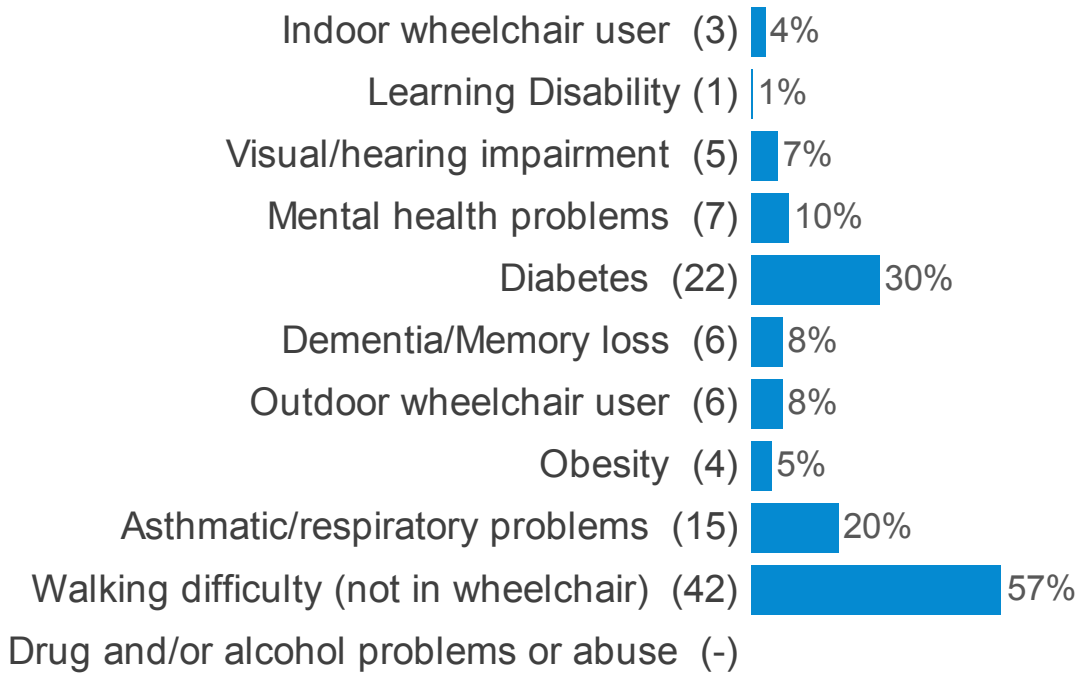 Indoor wheelchair user (3) 4%
Learning Disability (1) 1%
Visual/hearing impairment (5) 7%
Mental health problems (7) 10%
Diabetes (22) 30%
Dementia/Memory loss (6) 8%
Outdoor wheelchair user (6) 8%
Obesity (4) 5%
Asthmatic/respiratory problems (15) 20%
Walking difficulty (not in wheelchair) (42) 57%
Drug and/or alcohol problems or abuse (-)